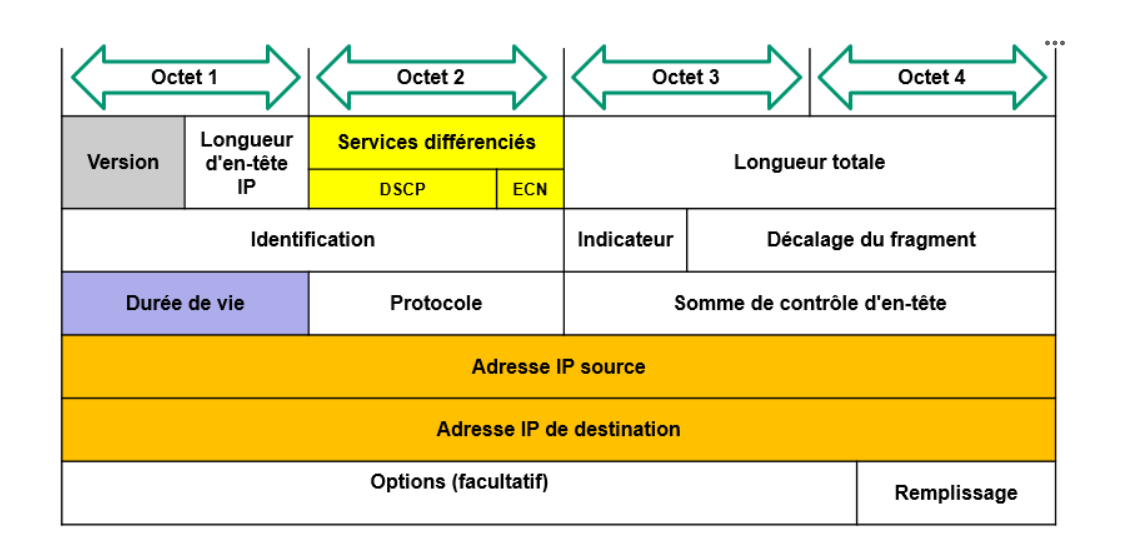 Octet 1
Octet 2
Octet 3
Octet 4
Version
Longueur
d'en-tête
IP
Services différenciés
DSCP
ECN
Longueur totale
Identification
Indicateur
Décalage du fragment
Durée de vie
Protocole
Somme de contrôle d'en-tête
Adresse IP source
Adresse IP de destination
Options (facultatif)
Remplissage